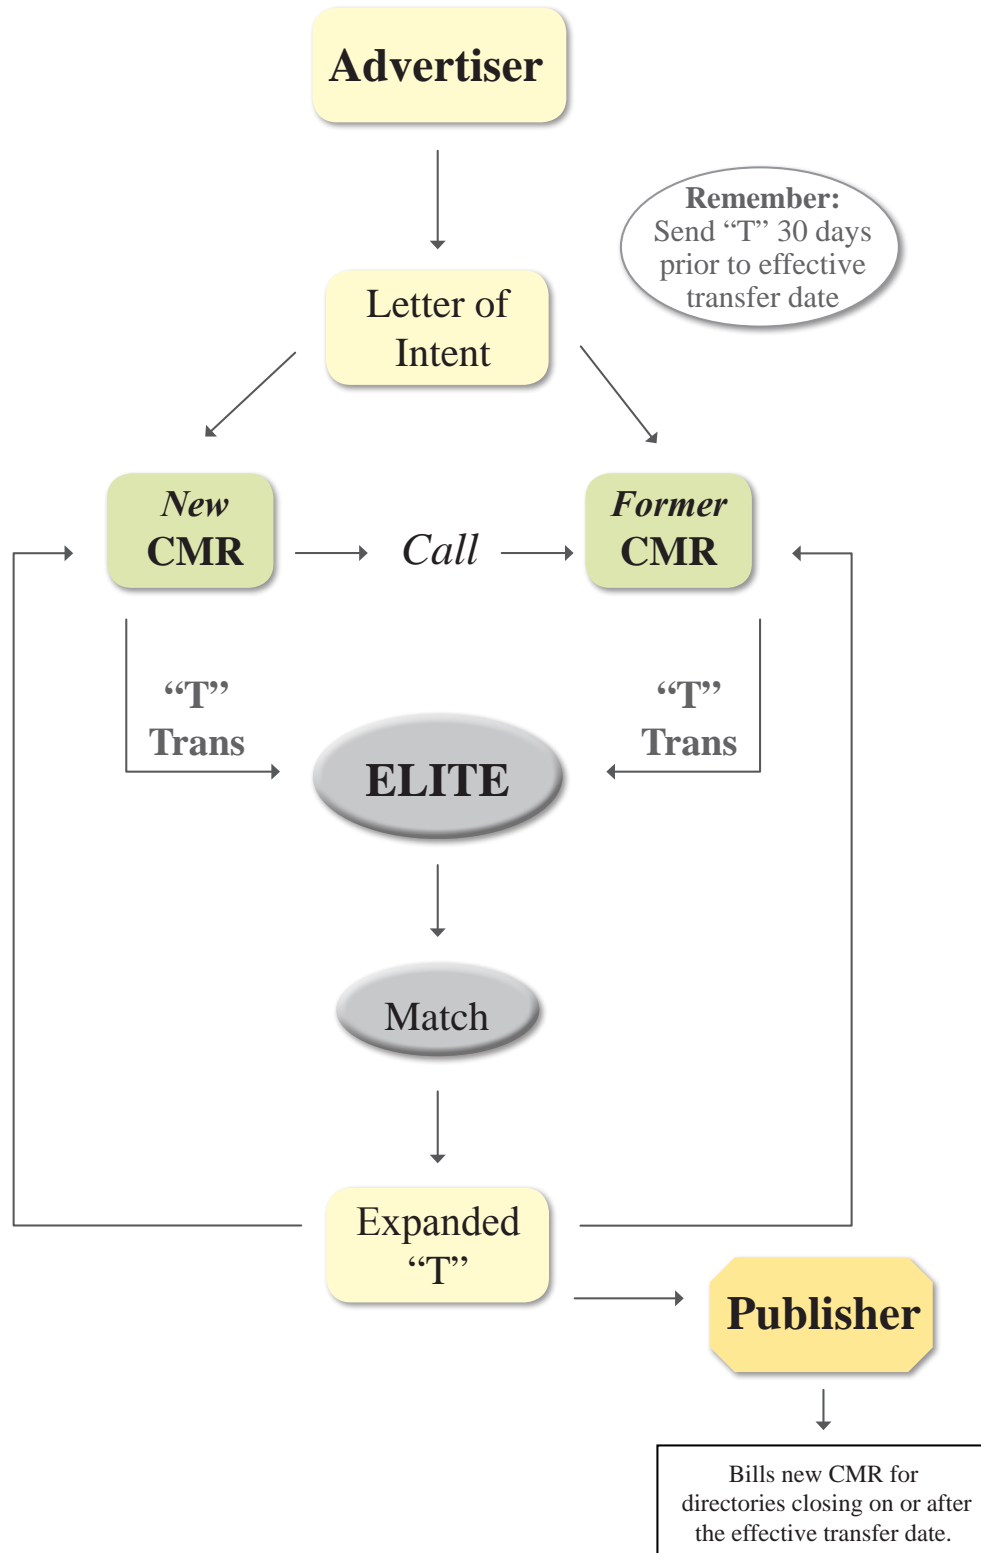 Advertiser
Remember:
Send “T” 30 days
prior to effective
transfer date
Letter of
Intent
New
CMR
Call
Former
CMR
“T”
Trans
“T”
Trans
ELITE
Match
Expanded
“T”
Publisher
Bills new CMR for
directories closing on or after
the effective transfer date.